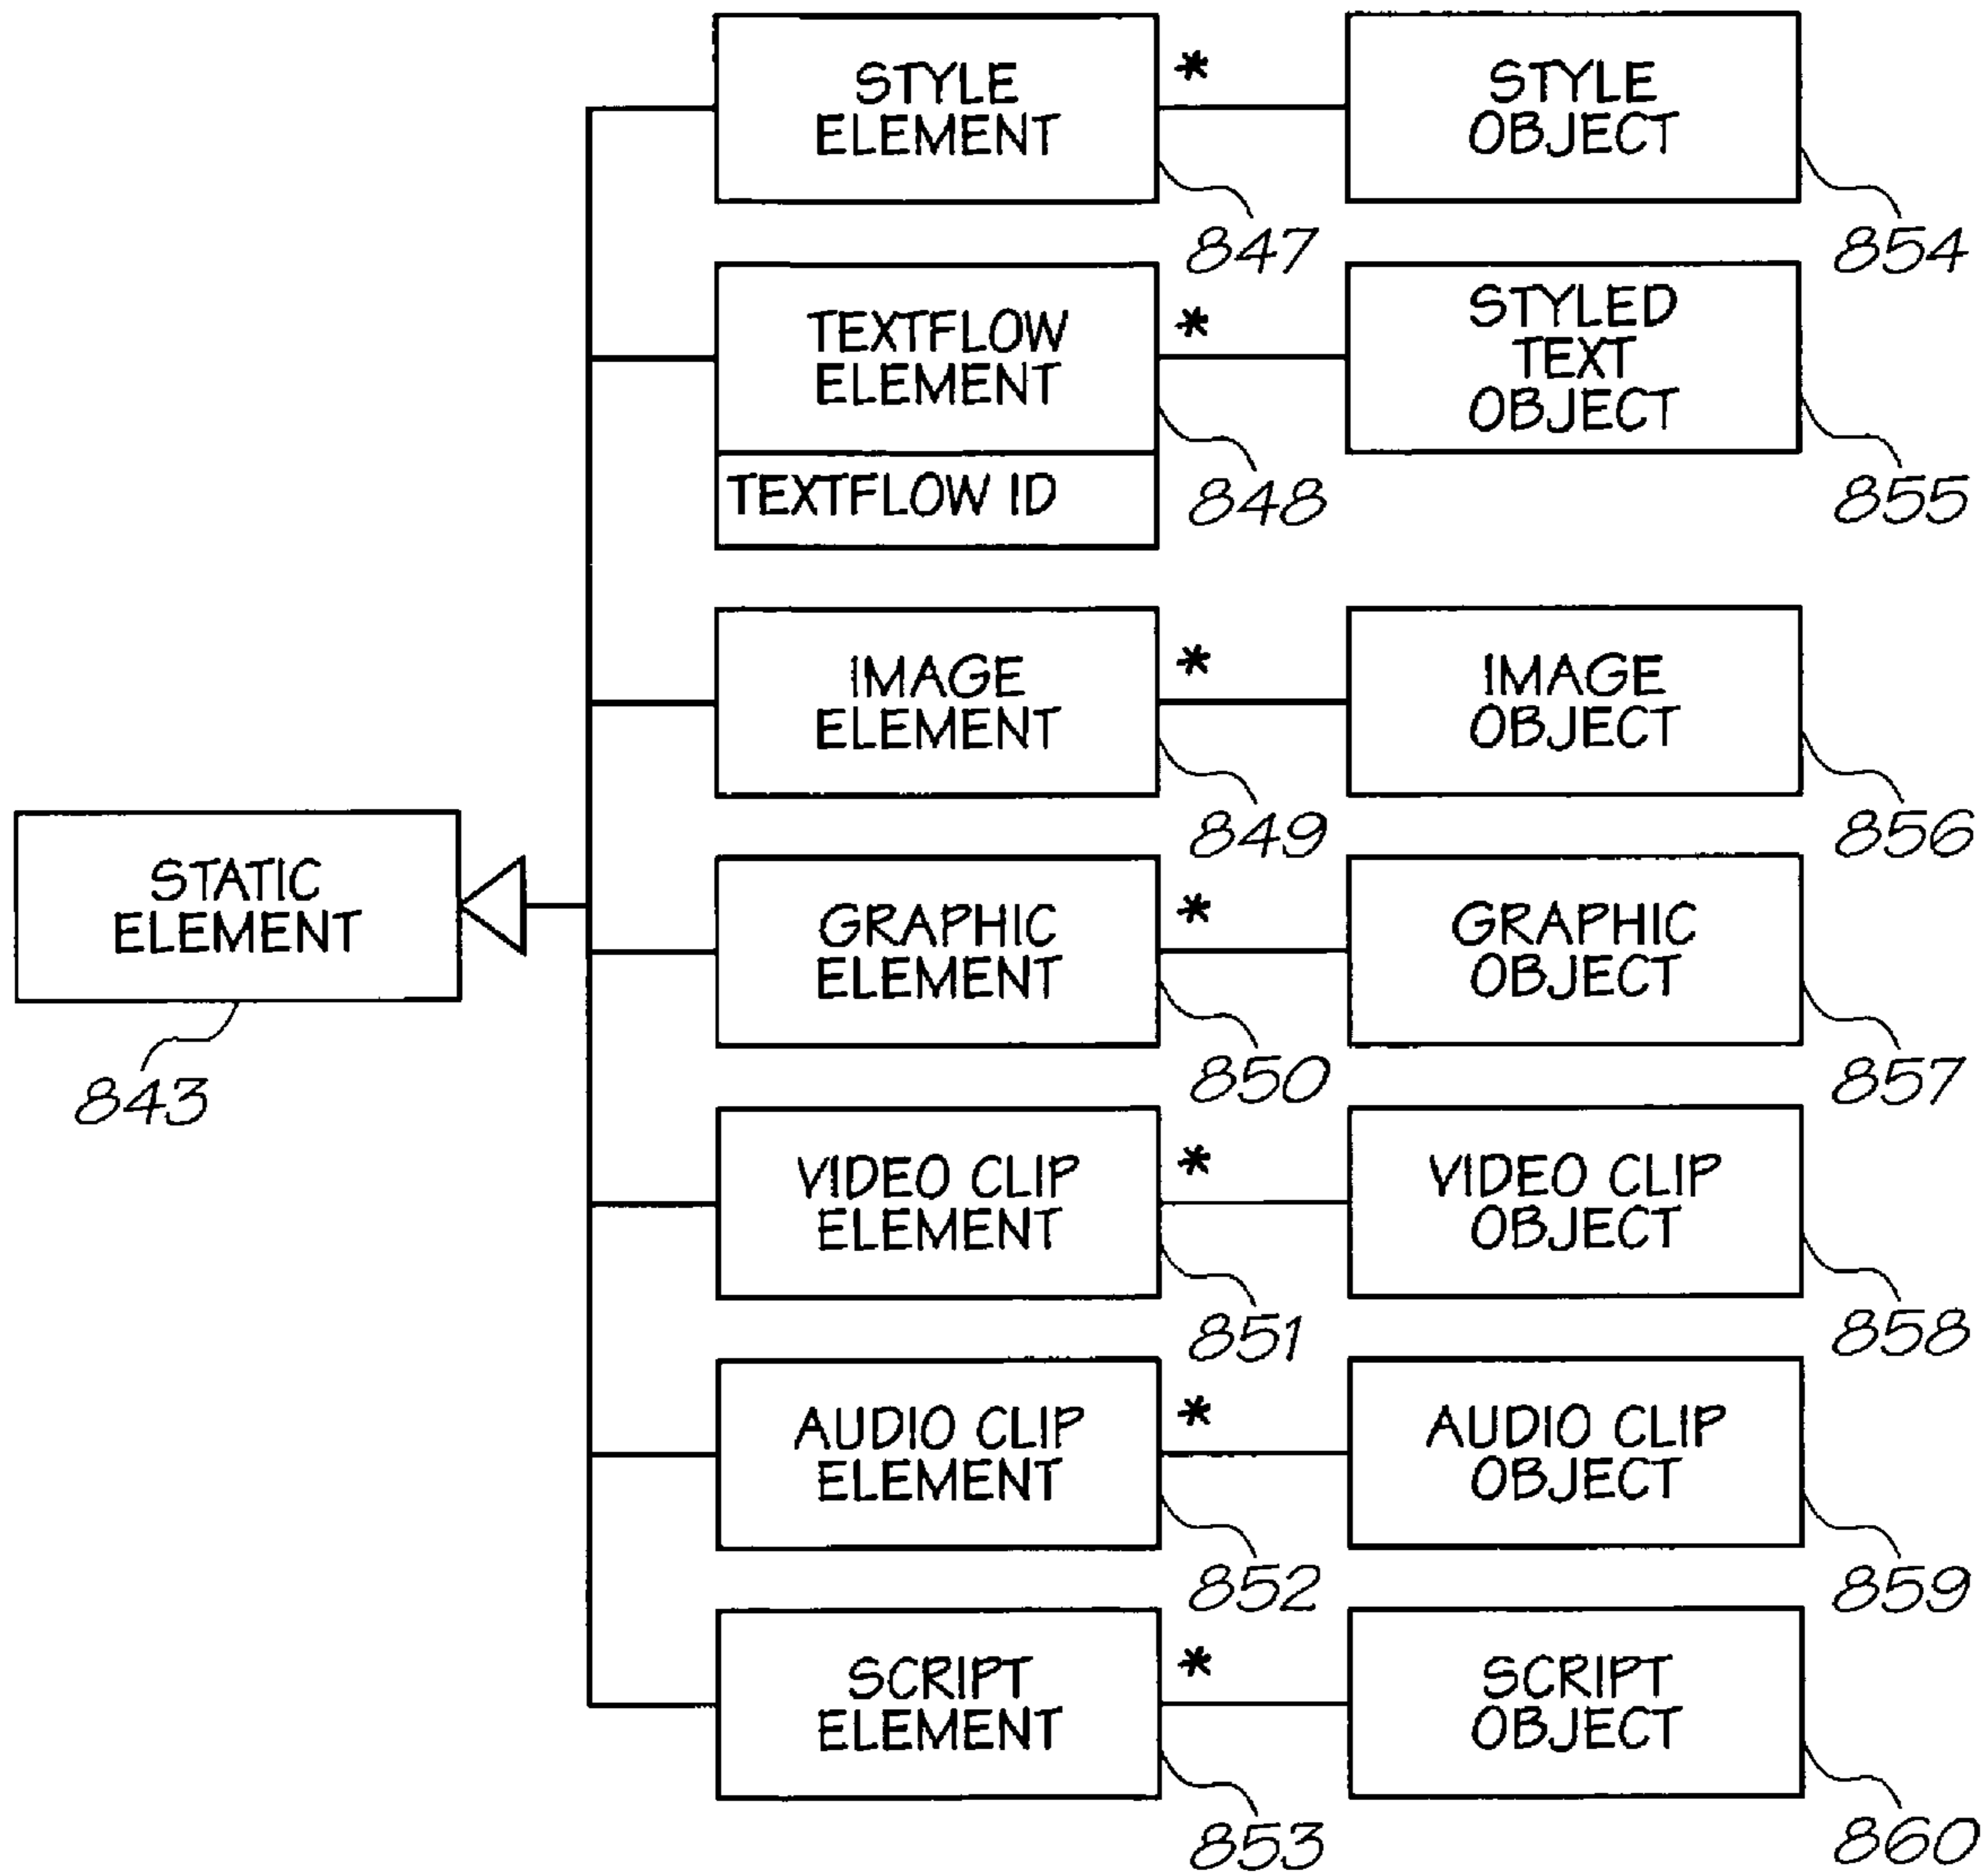 STYLE
ELEMENT
*
STYLE
OBJECT
847
854
TEXTFLOW
ELEMENT
TEXTFLOW ID
*
STYLED
TEXT
OBJECT
848
855
IMAGE
ELEMENT
*
IMAGE
OBJECT
849
856
STATIC
ELEMENT
843
GRAPHIC
ELEMENT
*
GRAPHIC
OBJECT
850
857
VIDEO CLIP
ELEMENT
*
VIDEO CLIP
OBJECT
851
858
AUDIO CLIP
ELEMENT
*
AUDIO CLIP
OBJECT
852
859
SCRIPT
ELEMENT
*
SCRIPT
OBJECT
853
860